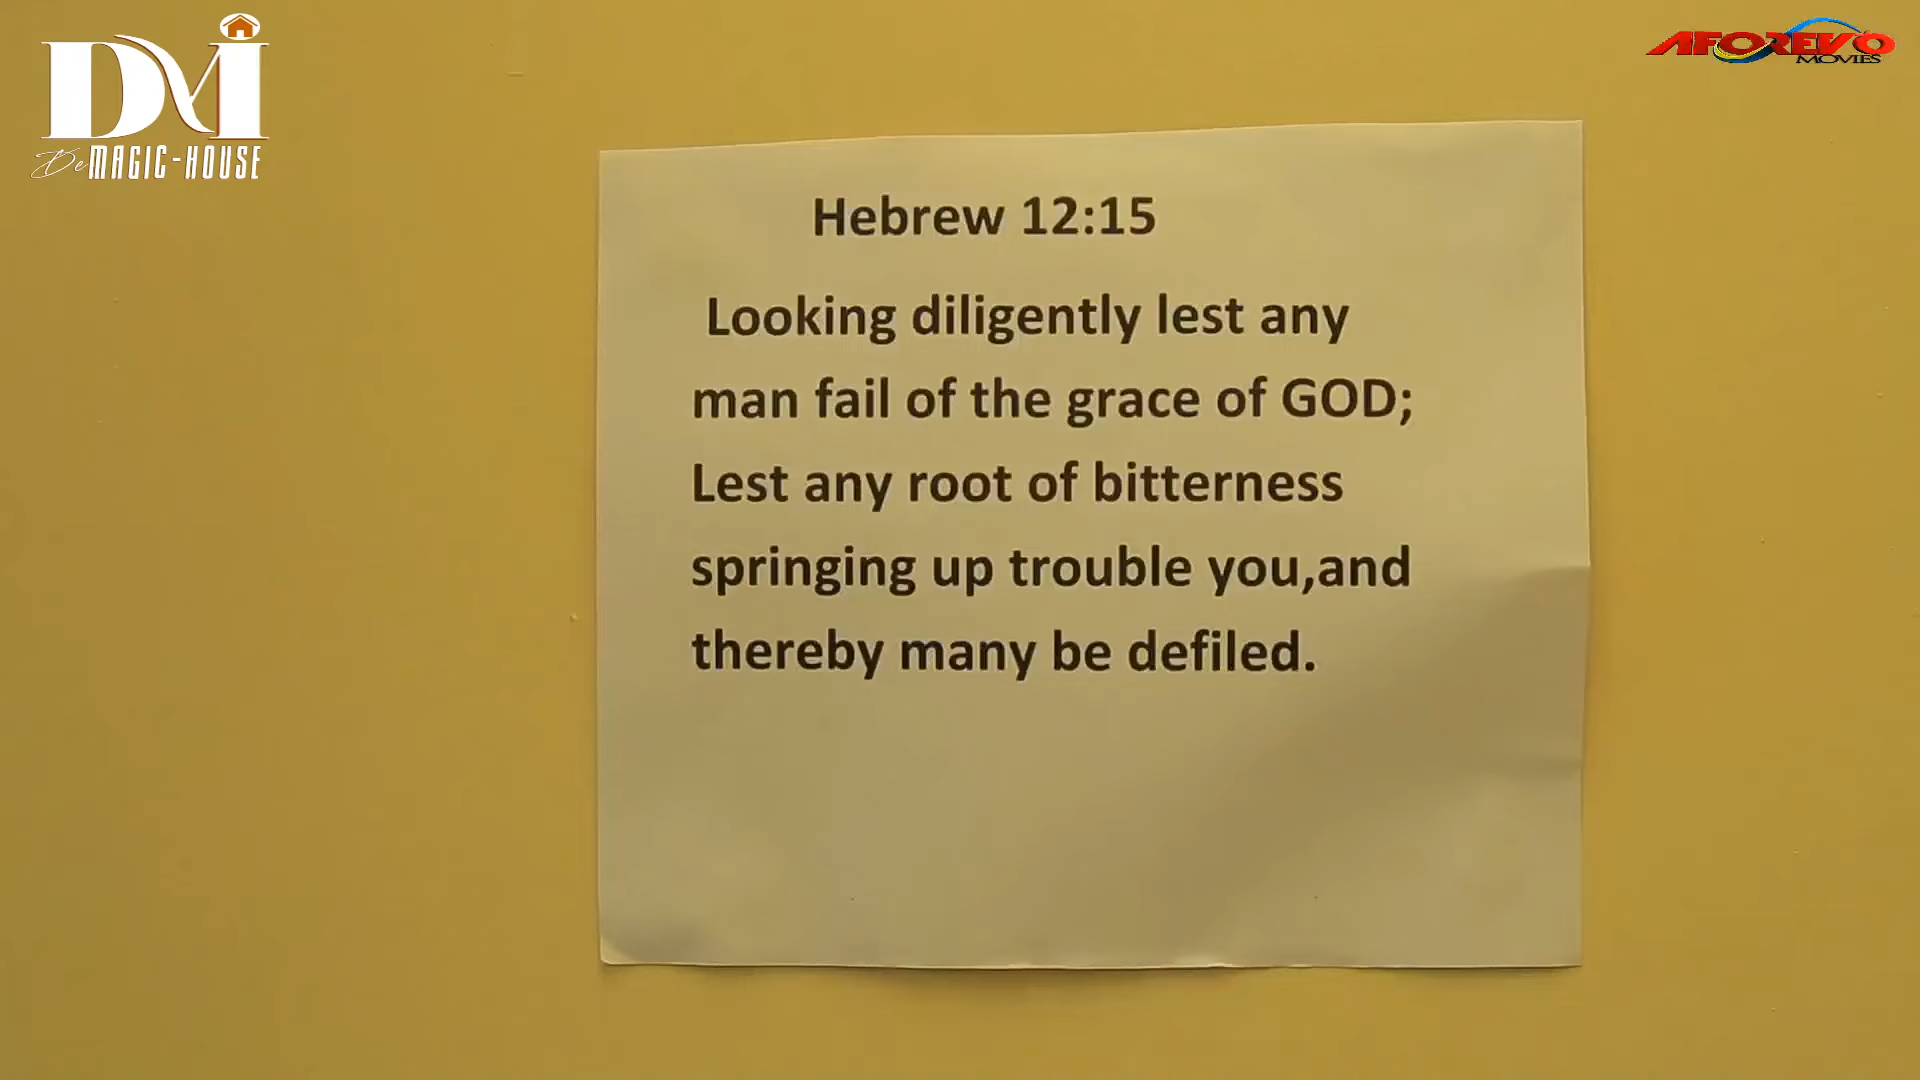 DMI
De MAGIC-HOUSE
AFOREVO
MOVIES
Hebrew 12:15
Looking diligently lest any
man fail of the grace of GOD;
Lest any root of bitterness
springing up trouble you,and
thereby many be defiled.